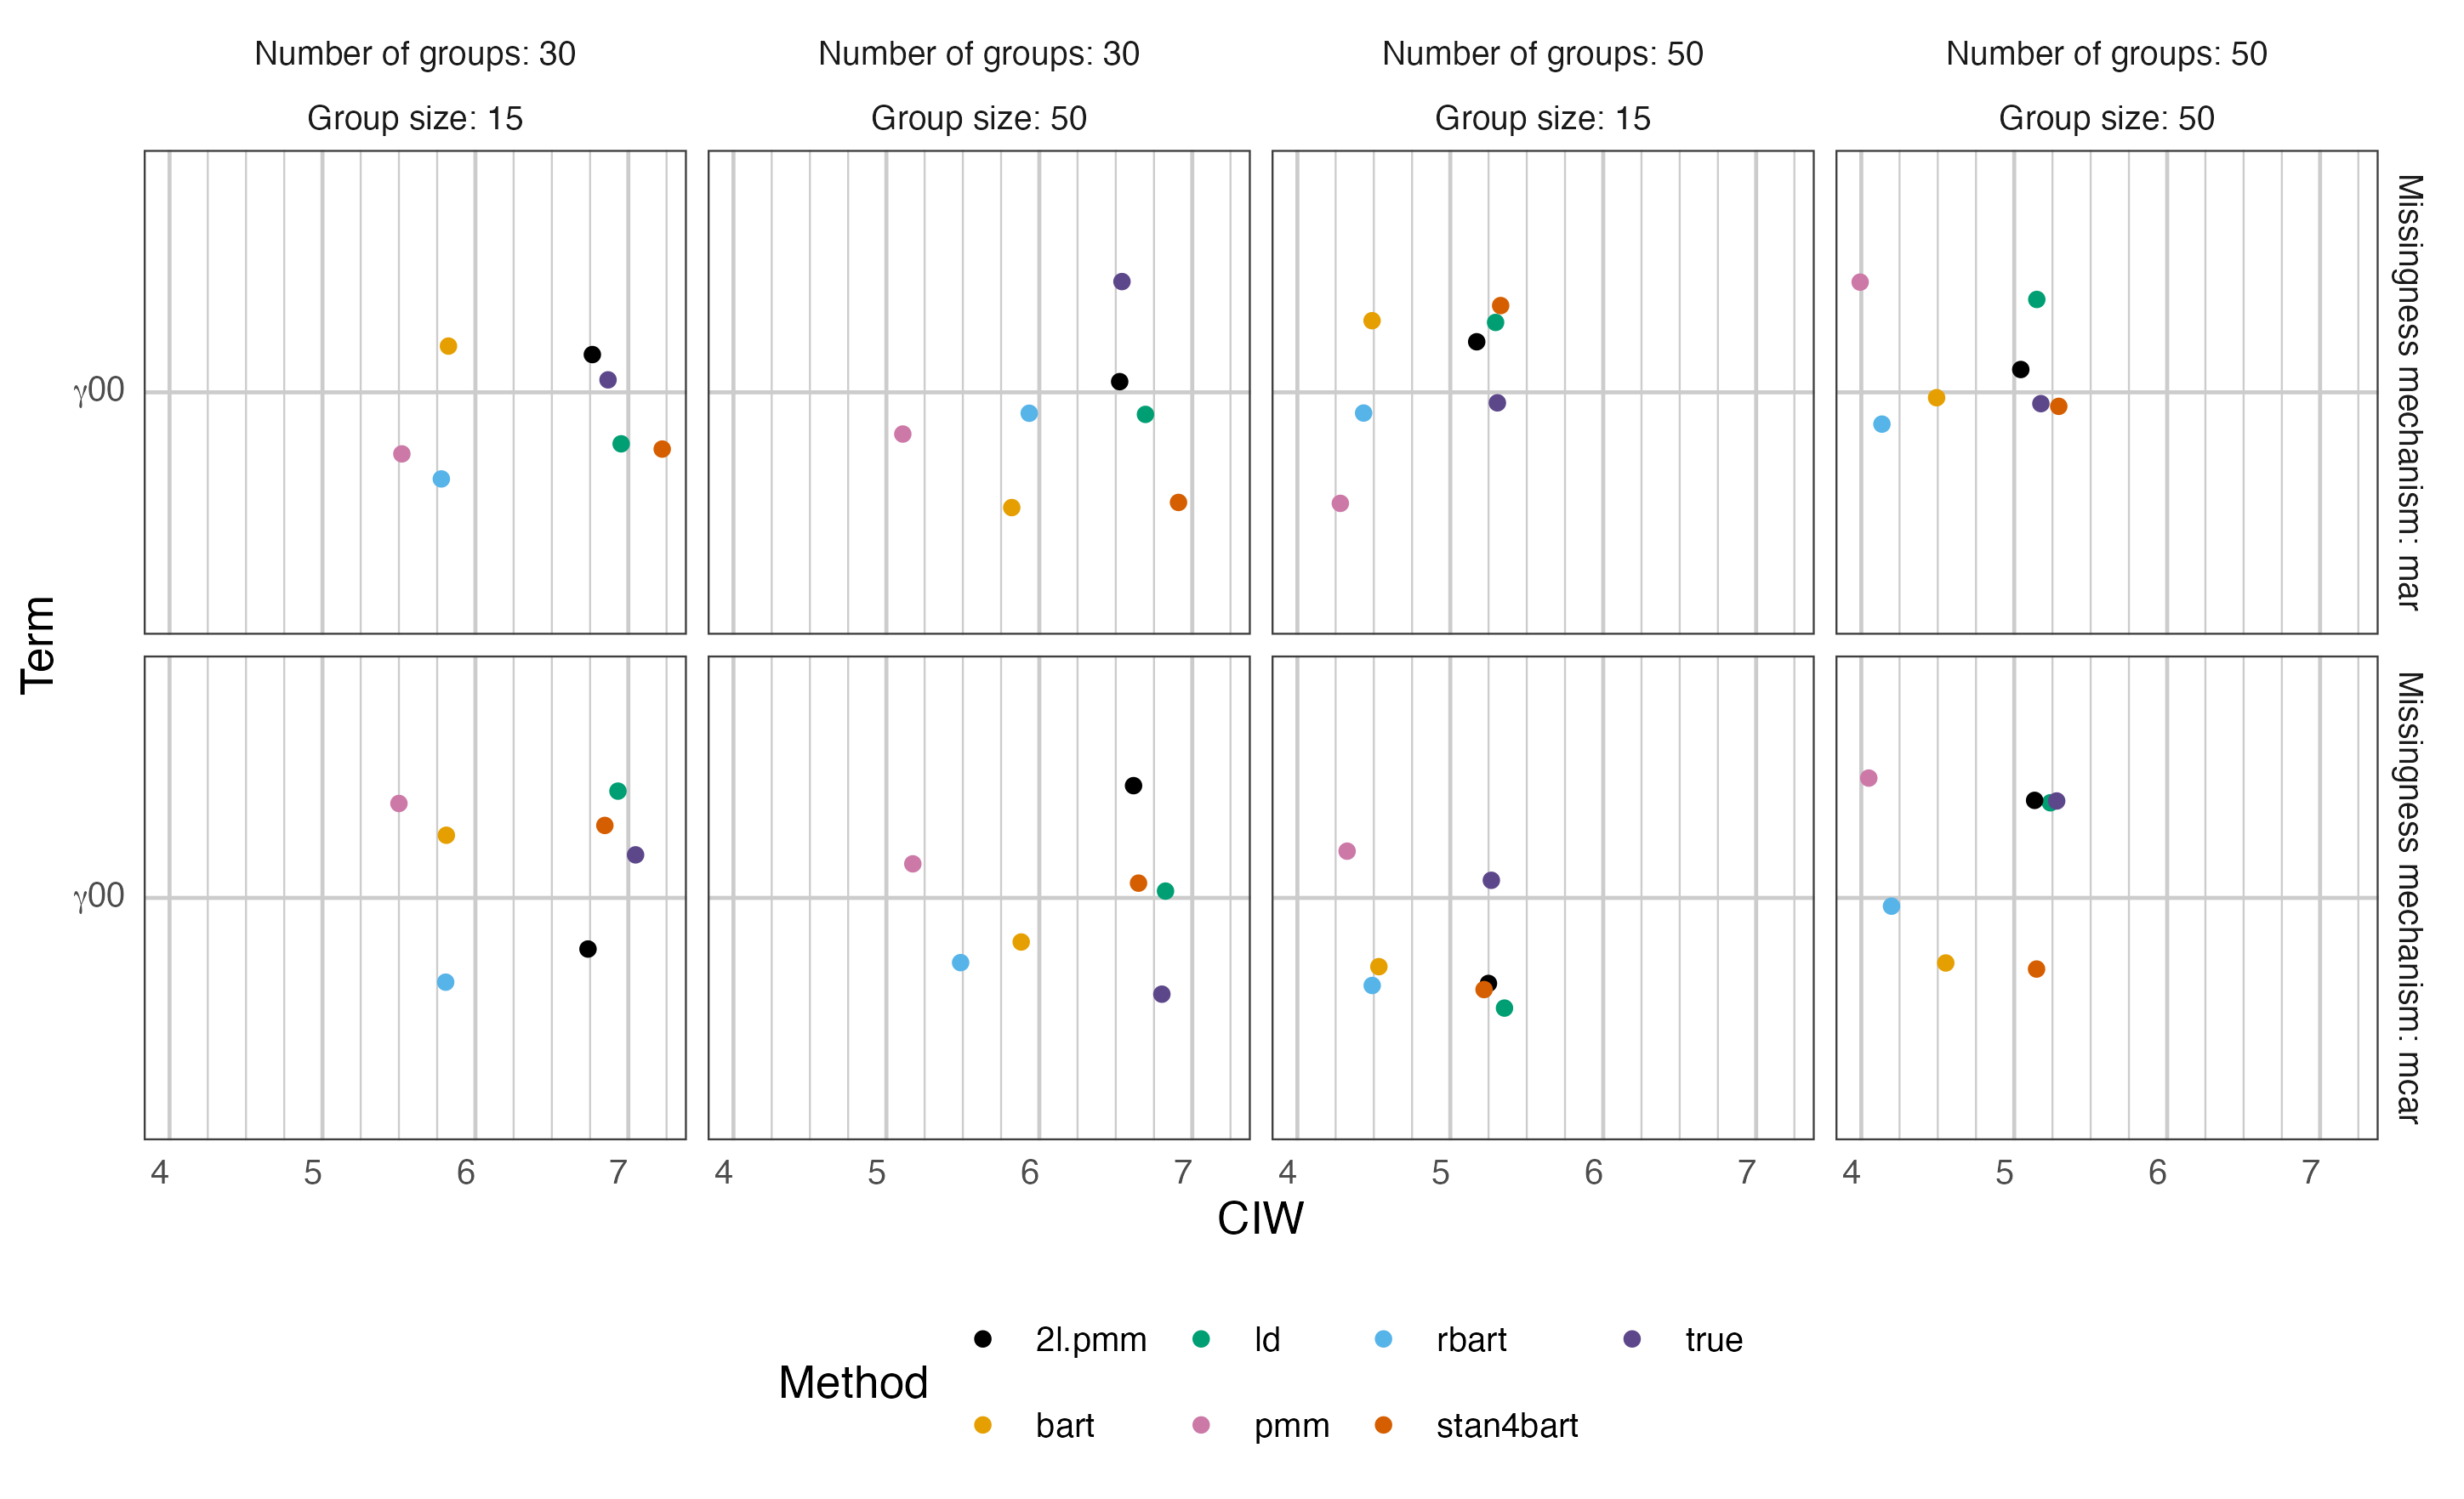 Number of groups: 30
Group size: 15
Number of groups: 30
Group size: 50
Number of groups: 50
Group size: 15
Number of groups: 50
Group size: 50
γ00
Missingness mechanism: mar
γ00
Missingness mechanism: mcar
Term
4 5 6 7
4 5 6 7
4 5 6 7
4 5 6 7
CIW
Method
2l.pmm
bart
ld
pmm
rbart
stan4bart
true